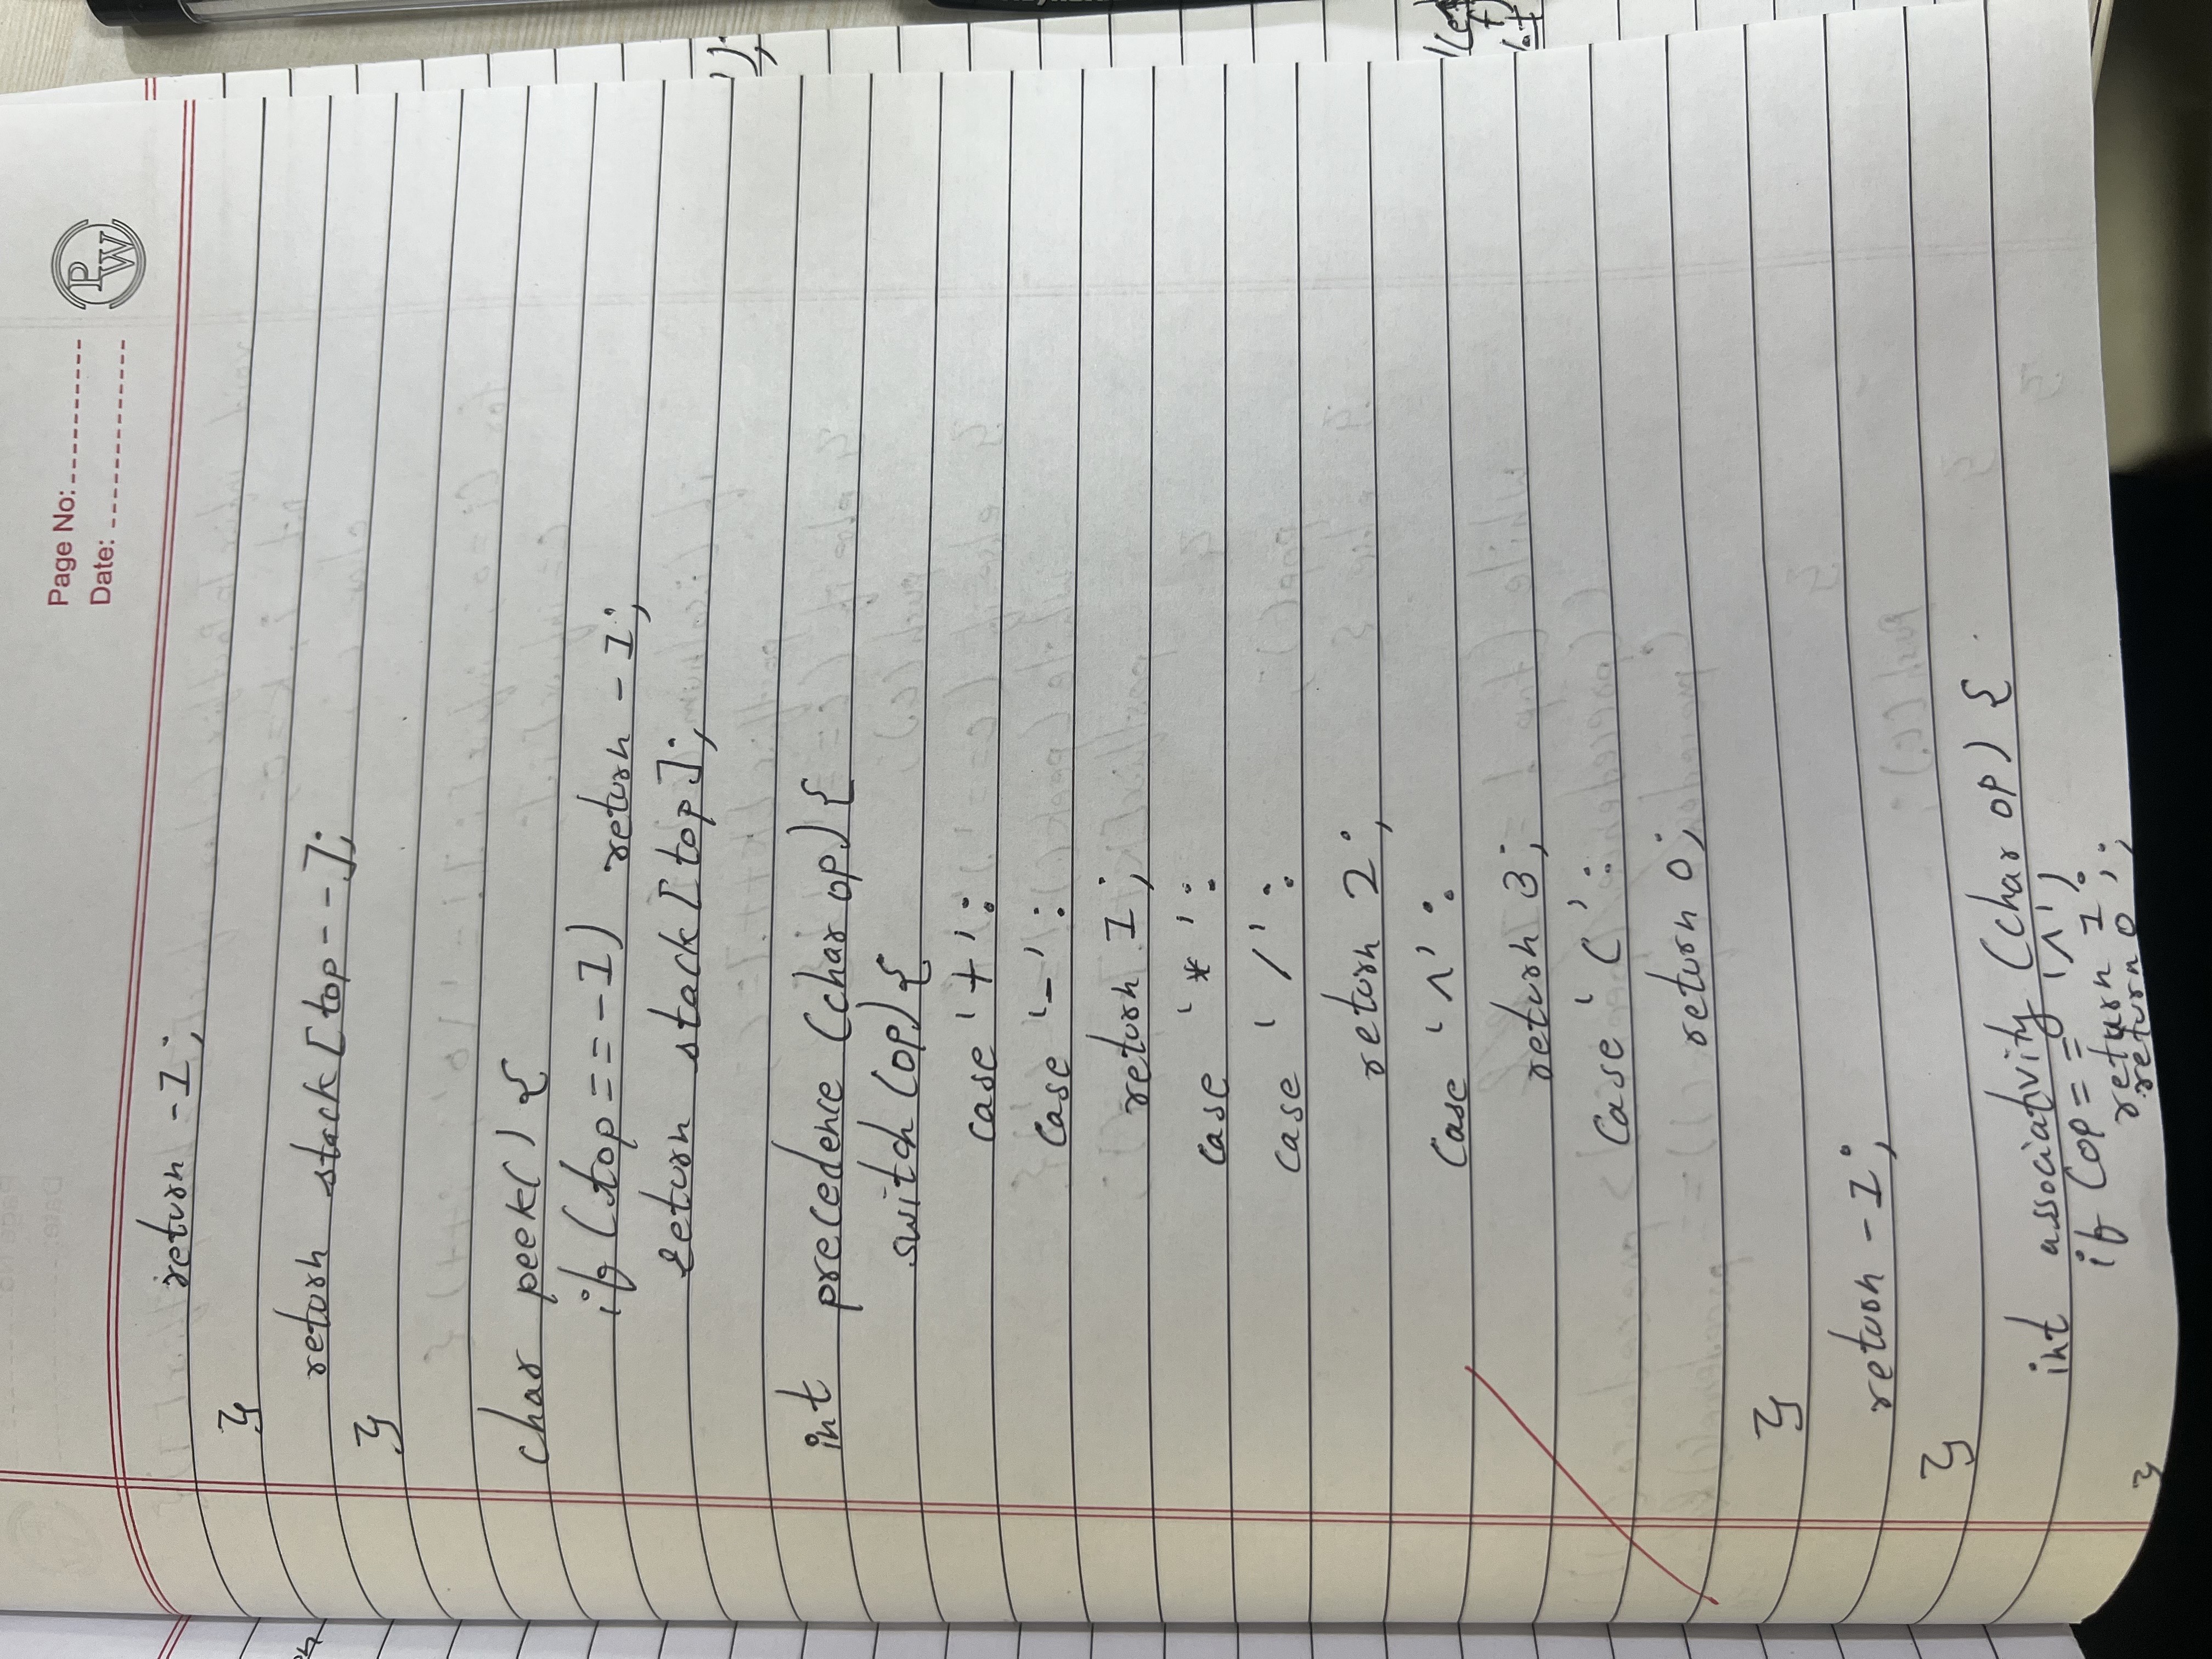 Page No:
Date:
PW
return -1;
}
return stack[top--];
}
char peek() {
if (top==-1) return -1;
return stack[top];
int precedence (char op) {
switch (op) {
case '+':
case '-':
return 1;
case '*':
case '/':
return 2;
case '^':
return 3;
case '(':
return 0;
}
return -1;
}
int associativity (char op) {
if (op == '^')
return 1;
return 0;
}